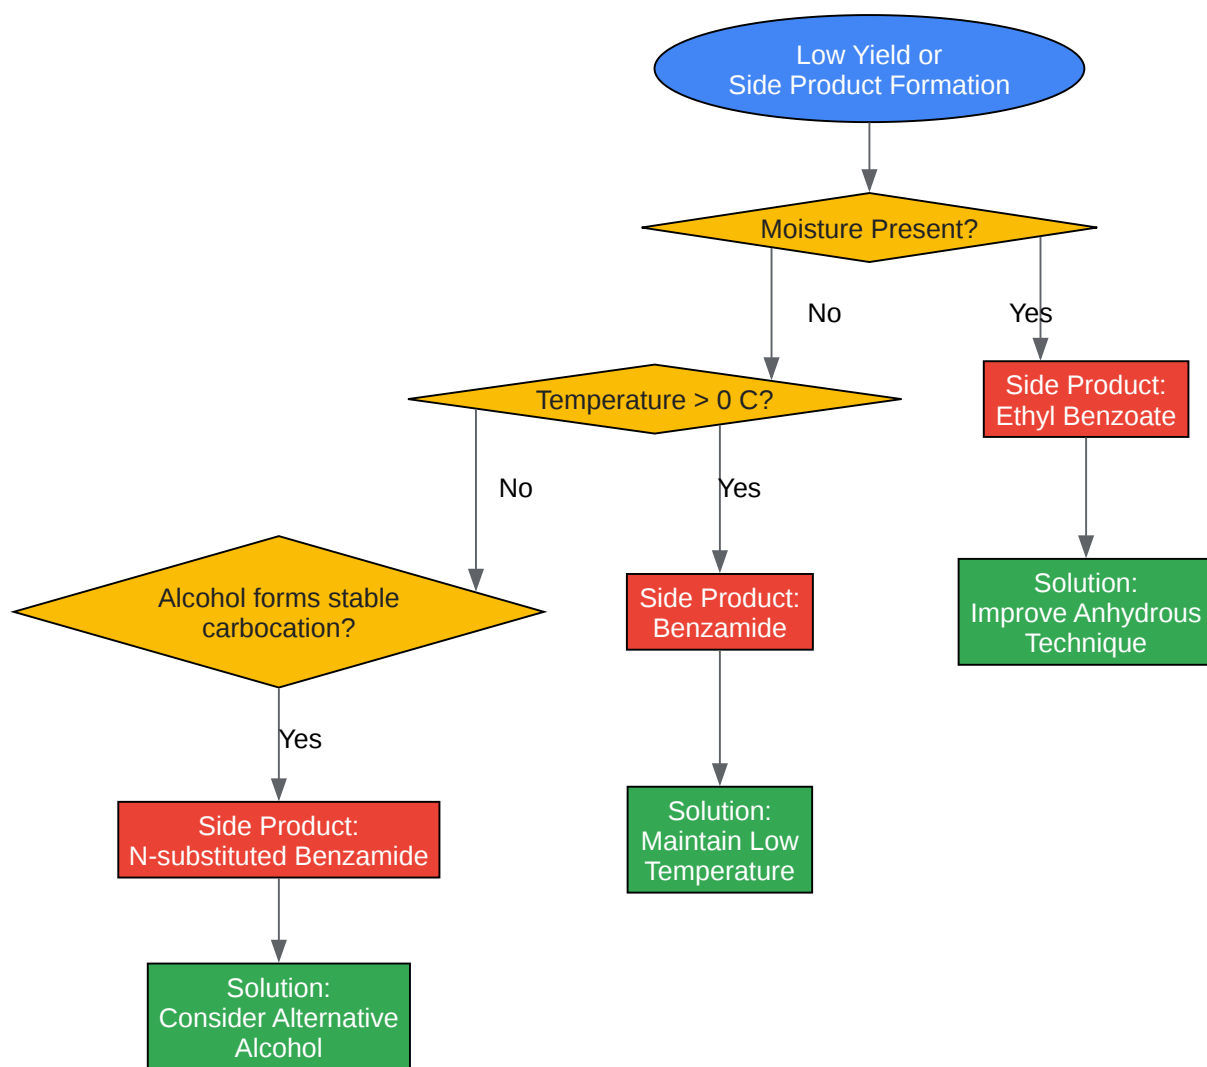 Low Yield or
Side Product Formation
Moisture Present?
No
Yes
Side Product:
Ethyl Benzoate
Temperature > 0 C?
No
Yes
Solution:
Improve Anhydrous
Technique
Alcohol forms stable
carbocation?
Side Product:
Benzamide
Yes
Solution:
Maintain Low
Temperature
Side Product:
N-substituted Benzamide
Solution:
Consider Alternative
Alcohol